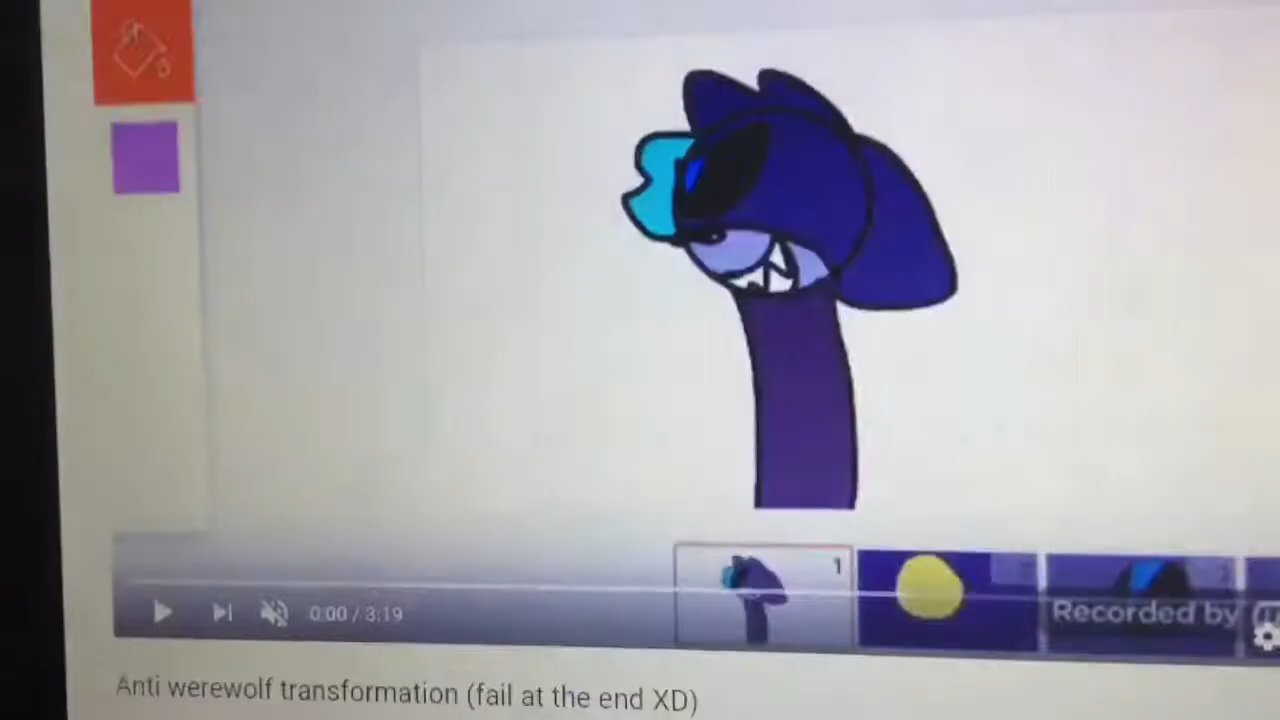 1
0:00 / 3:19
Recorded by
Anti werewolf transformation (fail at the end XD)